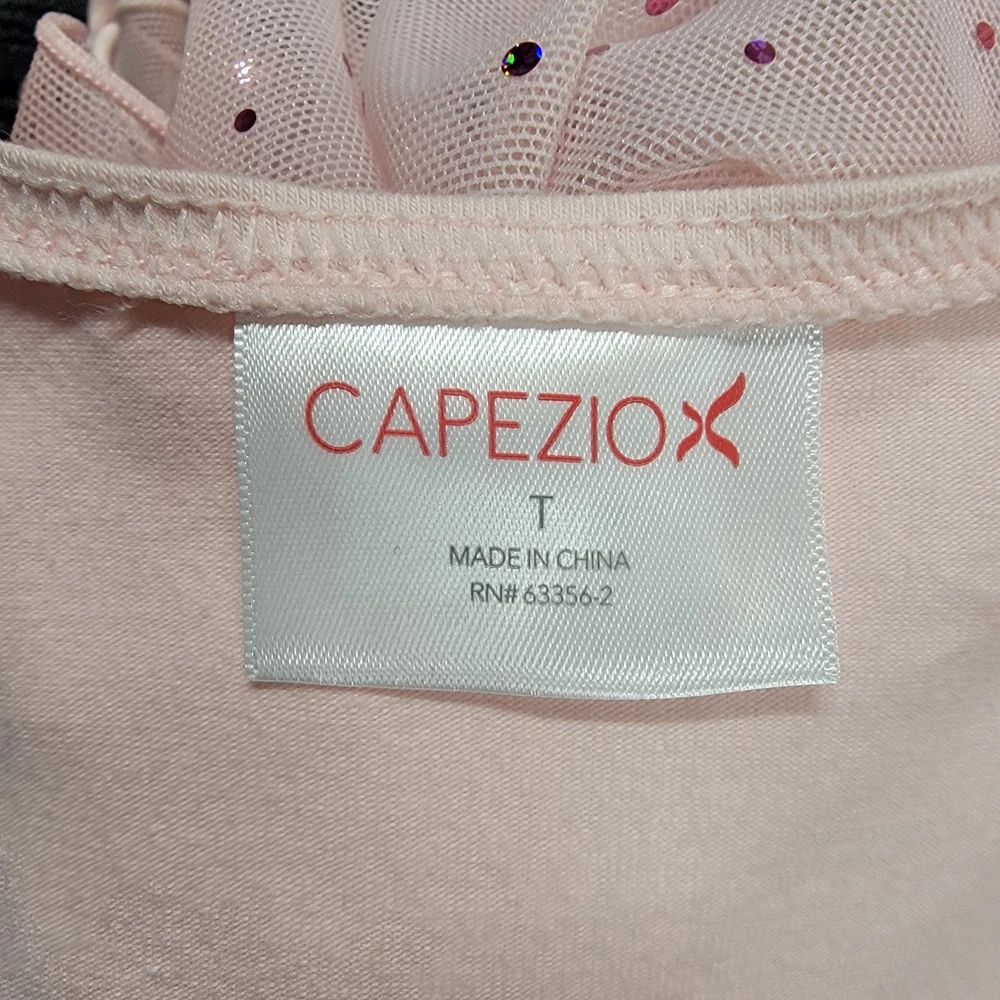 CAPEZIO
T
MADE IN CHINA
RN# 63356-2